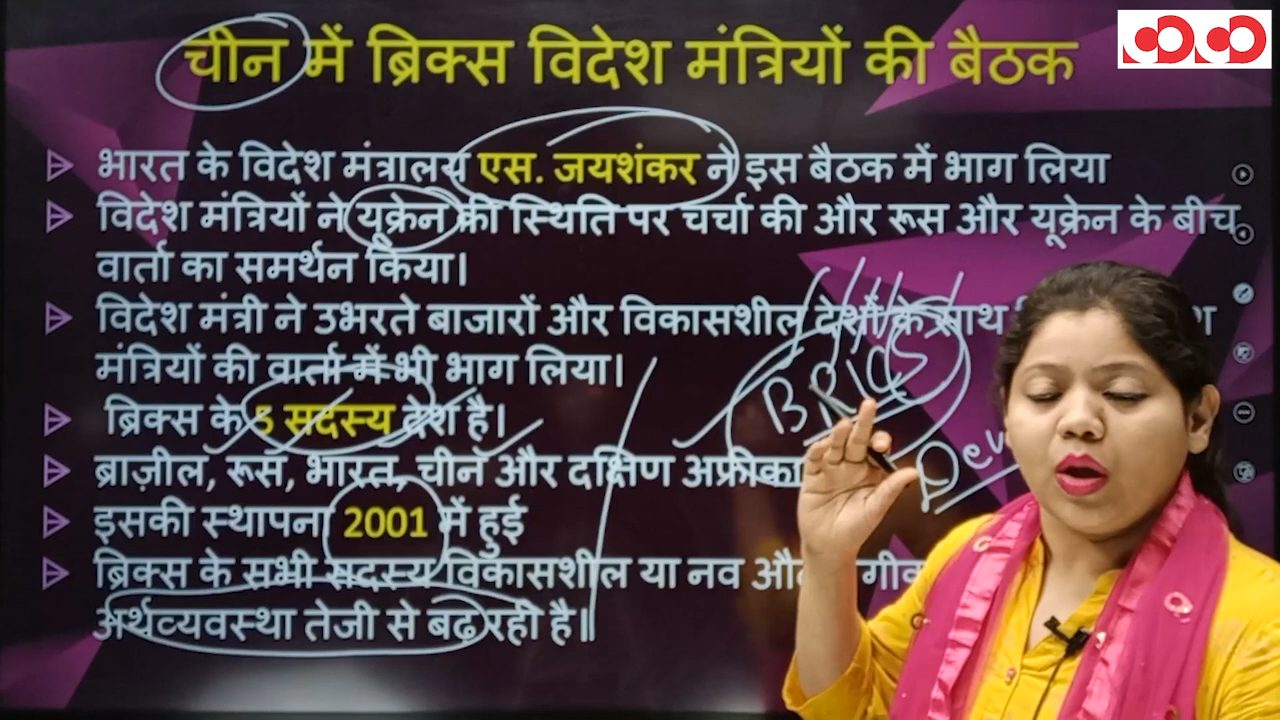 चीन में ब्रिक्स विदेश मंत्रियों की बैठक
भारत के विदेश मंत्रालय एस. जयशंकर ने इस बैठक में भाग लिया
विदेश मंत्रियों ने यूक्रेन की स्थिति पर चर्चा की और रूस और यूक्रेन के बीच
वार्ता का समर्थन किया।
विदेश मंत्री ने उभरते बाजारों और विकासशील देशों के साथ
मंत्रियों की वार्ता में भी भाग लिया।
ब्रिक्स के 5 सदस्य देश है।
BRICS
ब्राज़ील, रूस, भारत, चीन और दक्षिण अफ्रीका
Dev
इसकी स्थापना 2001 में हुई
ब्रिक्स के सभी सदस्य विकासशील या नव
अर्थव्यवस्था तेजी से बढ़ रही है।